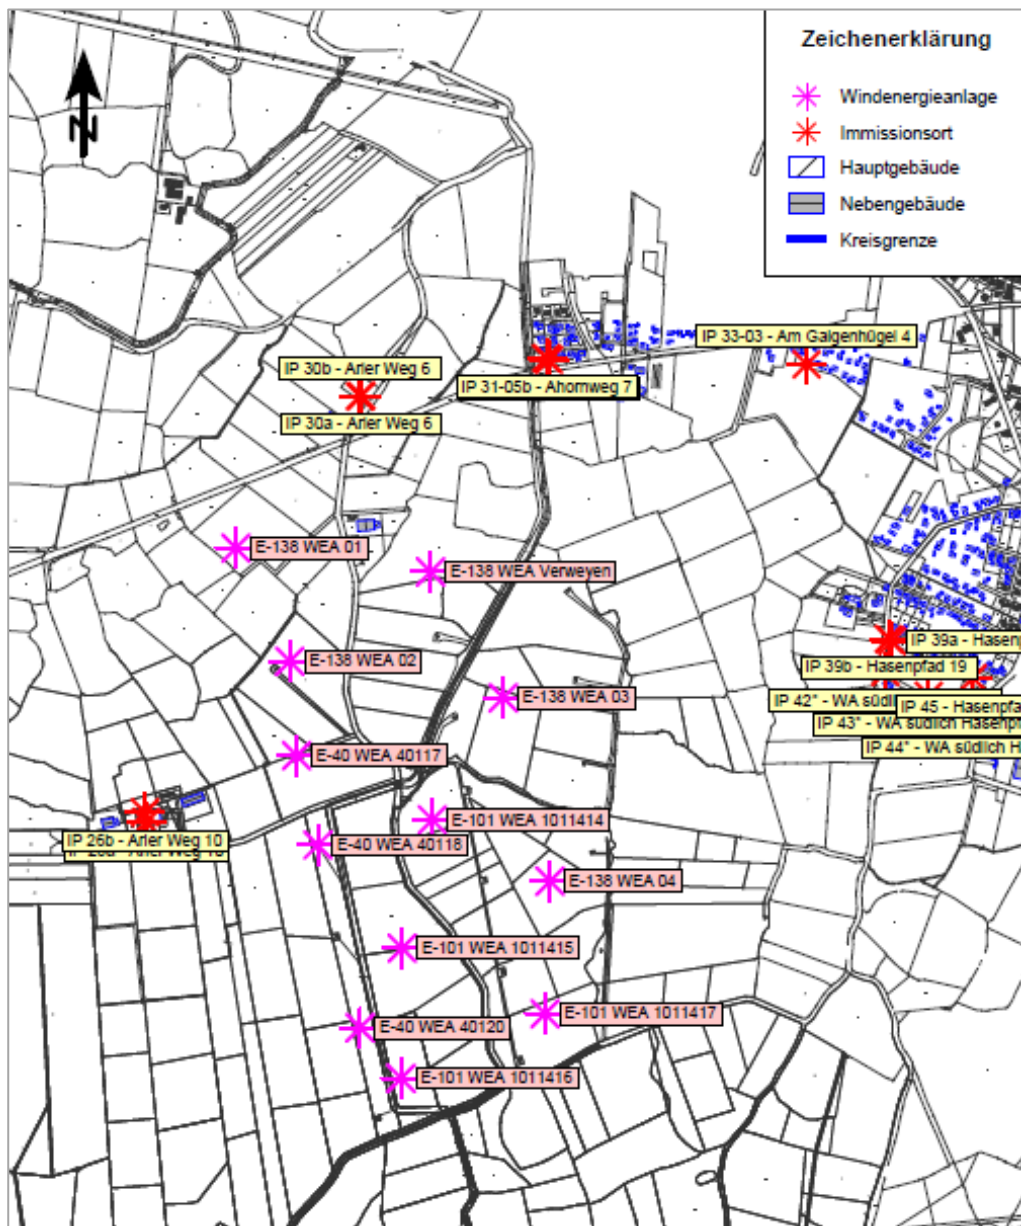 Zeichenerklärung
Windenergieanlage
Immissionsort
Hauptgebäude
Nebengebäude
Kreisgrenze
N
IP 33-03 - Am Galgenhügel 4
IP 30b - Arler Weg 6
IP 31-05b - Ahornweg 7
IP 30a - Arler Weg 6
E-138 WEA 01
E-138 WEA Verweyen
IP 39a - Hasenp
E-138 WEA 02
IP 39b - Hasenpfad 19
E-138 WEA 03
IP 42* - WA südl
IP 45 - Hasenpfa
IP 43* - WA südlich Hasenpf
IP 44* - WA südlich H
E-40 WEA 40117
E-101 WEA 1011414
IP 26b - Arler Weg 10
E-40 WEA 40118
E-138 WEA 04
E-101 WEA 1011415
E-101 WEA 1011417
E-40 WEA 40120
E-101 WEA 1011416